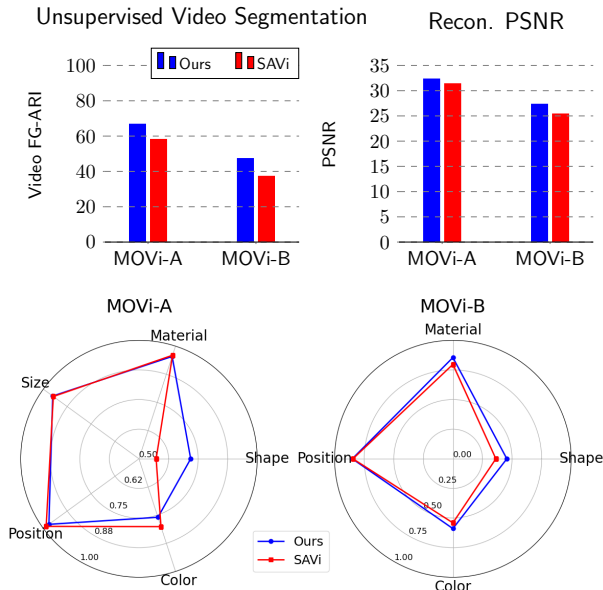 Unsupervised Video Segmentation
Recon. PSNR
Video FG-ARI
100
80
60
40
20
0
Ours
SAVi
MOVi-A
MOVi-B
PSNR
35
30
25
20
15
10
5
0
MOVi-A
MOVi-B
MOVi-A
Material
Size
Shape
Position
Color
0.50
0.62
0.75
0.88
1.00
MOVi-B
Material
Position
Shape
Color
0.00
0.25
0.50
0.75
1.00
Ours
SAVi